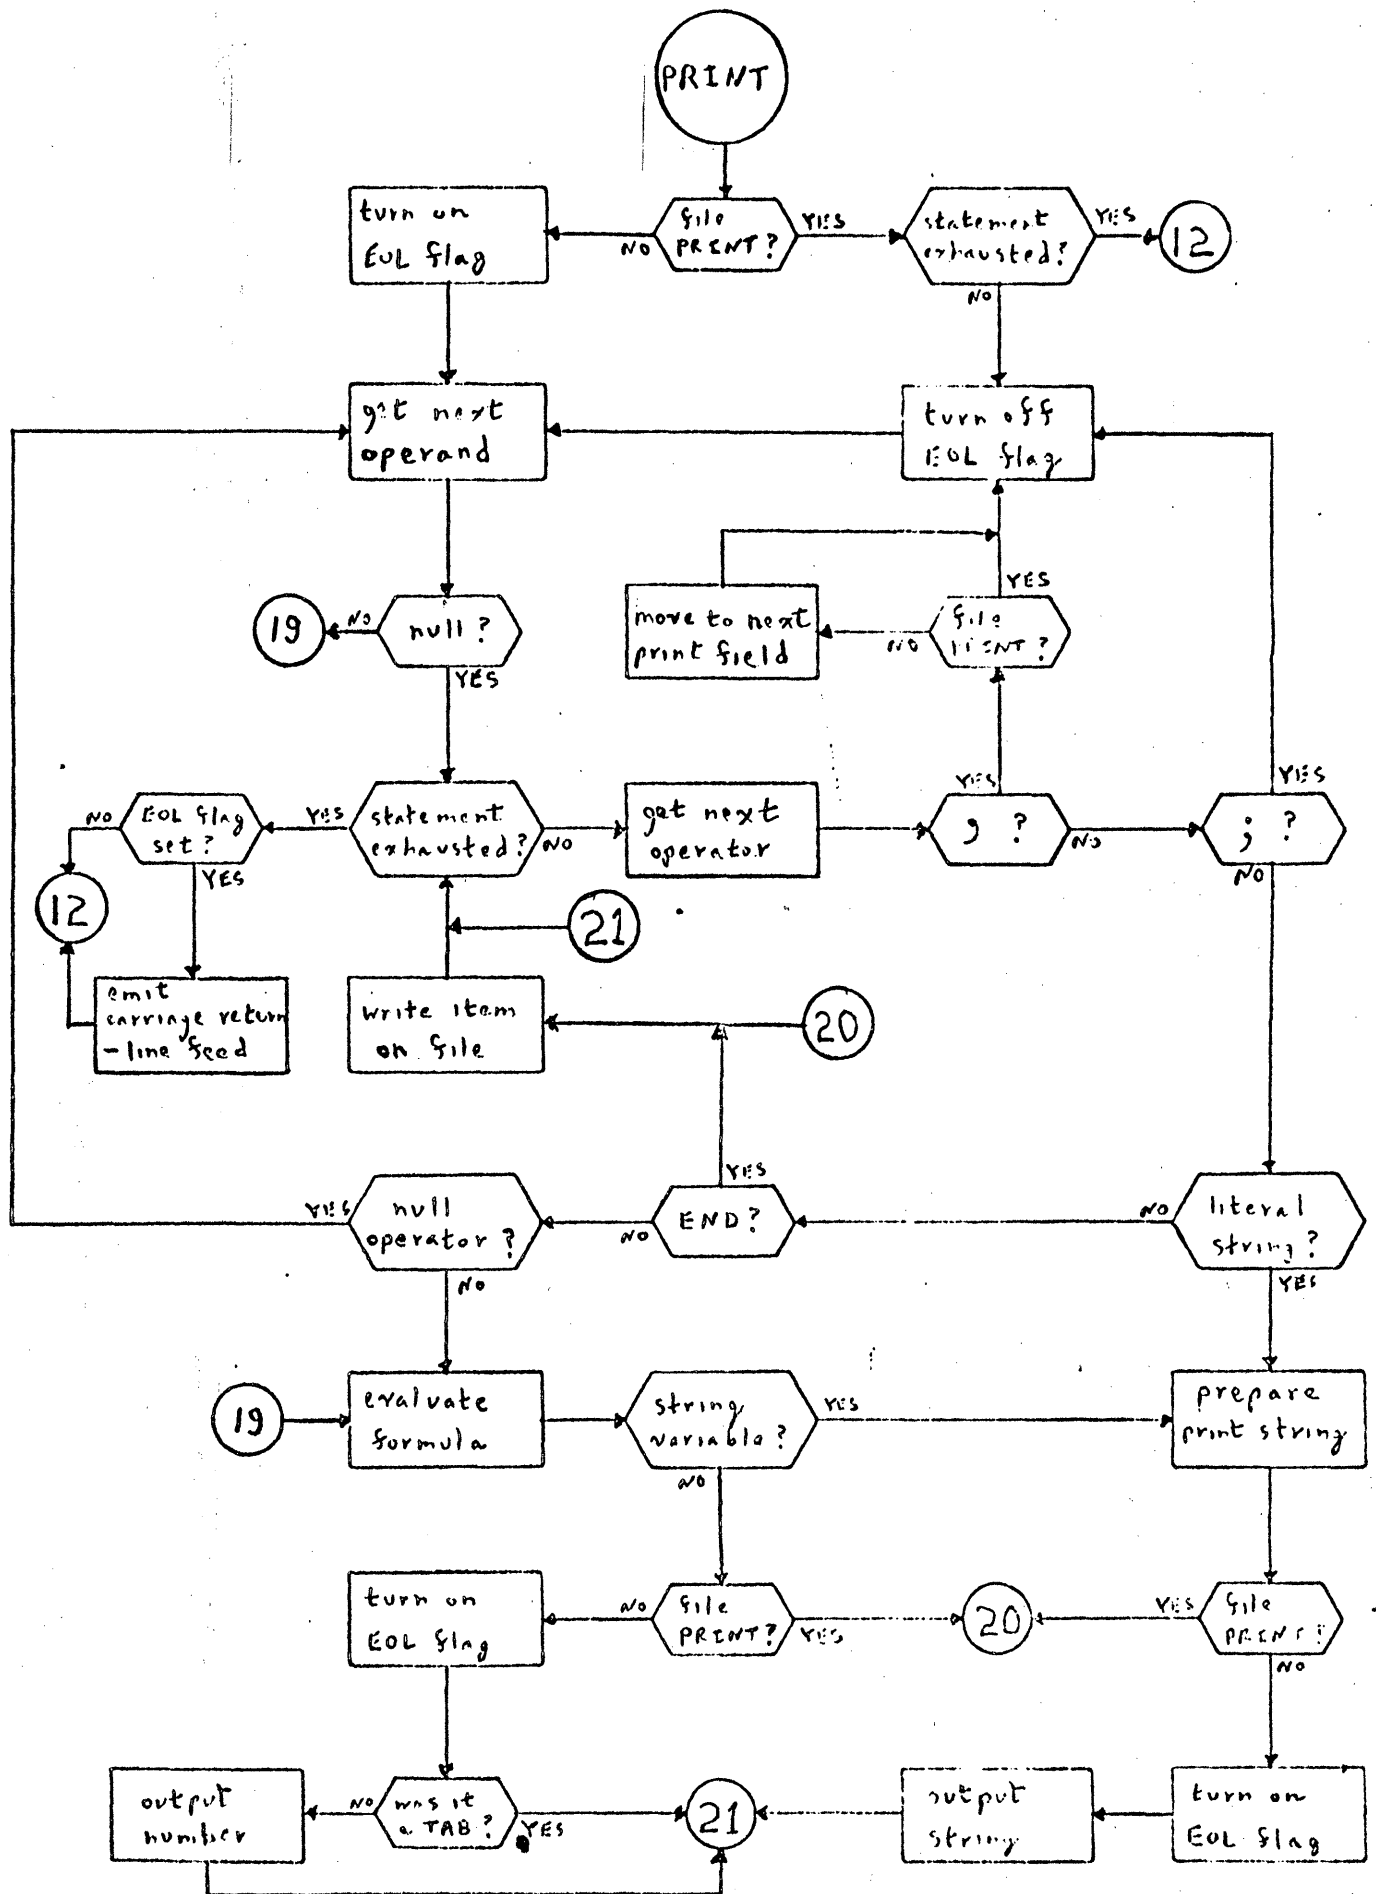 PRINT
turn on
EOL flag
NO
file
PRINT?
YES
statement
exhausted?
YES
12
NO
get next
operand
turn off
EOL flag
YES
19
NO
null?
YES
move to next
print field
NO
file
PRINT?
NO
EOL flag
set?
YES
YES
statement
exhausted?
NO
get next
operator
YES
, ?
NO
YES
; ?
NO
12
21
emit
carriage return
-line feed
write item
on file
20
YES
YES
null
operator?
NO
NO
END?
NO
literal
string?
YES
19
evaluate
formula
string
variable?
YES
NO
prepare
print string
turn on
EOL flag
NO
file
PRINT?
YES
20
YES
file
PRINT?
NO
output
number
NO
was it
a TAB?
YES
21
output
string
turn on
EOL flag